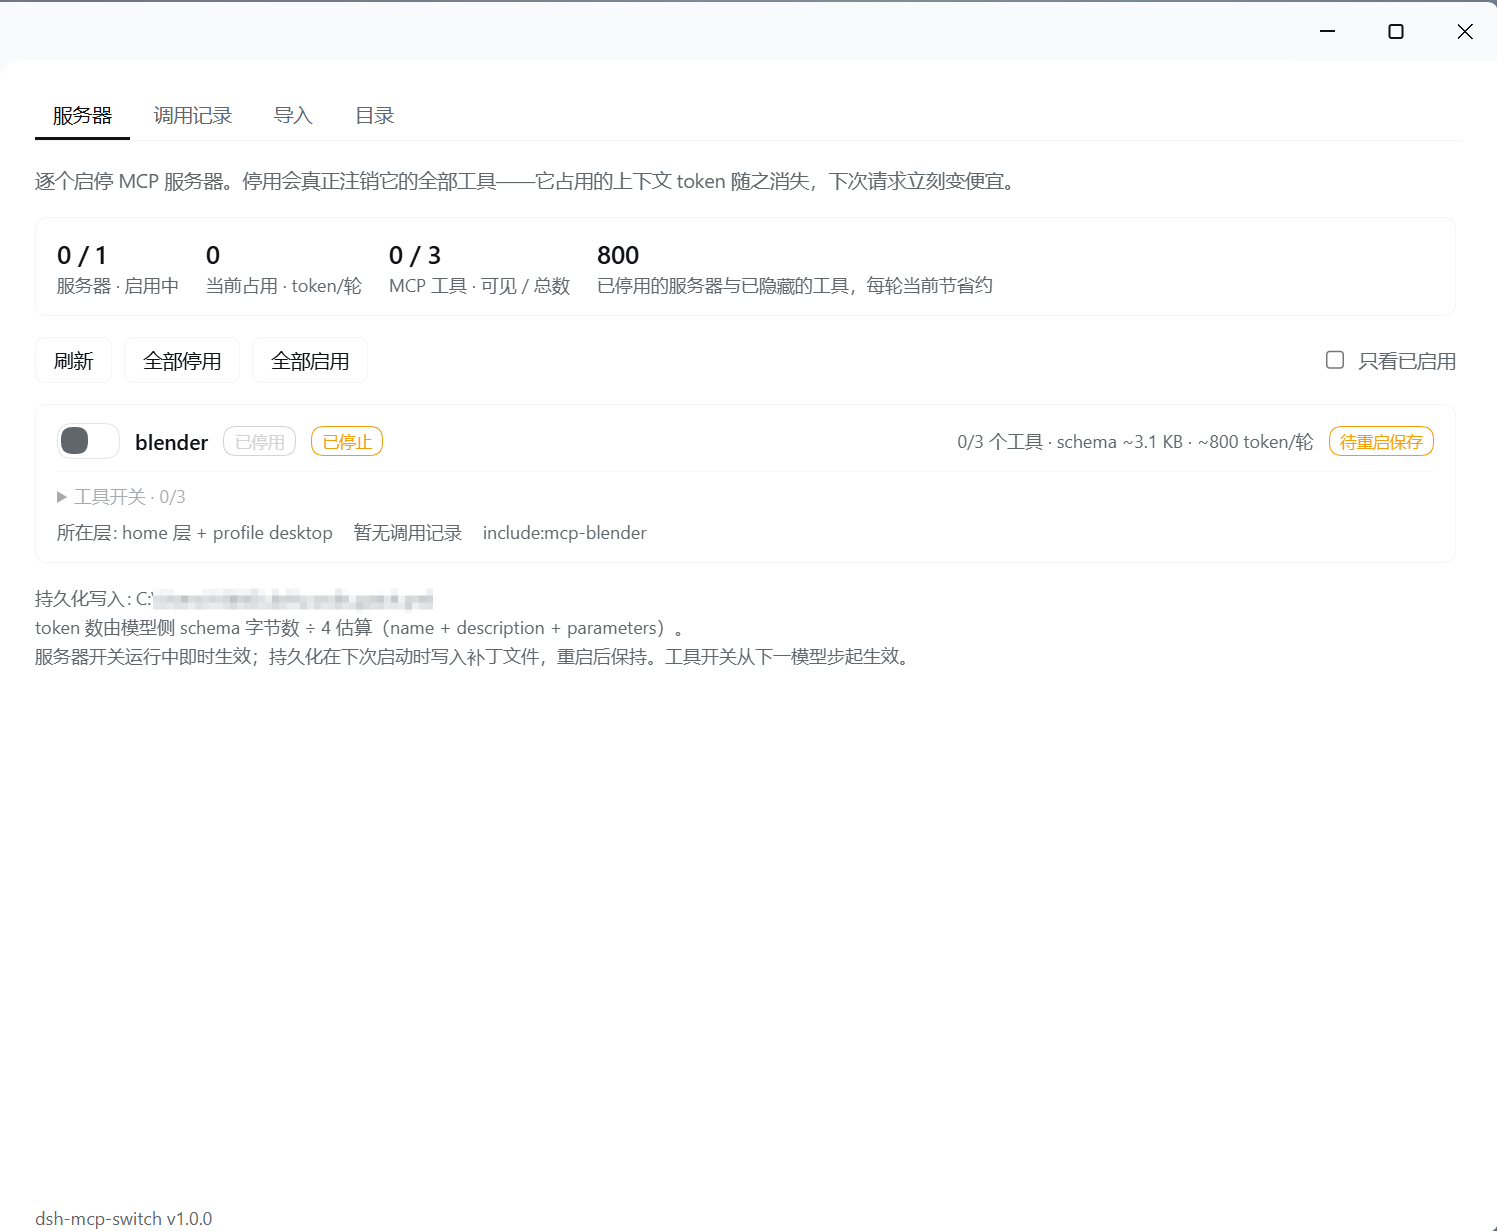 服务器 调用记录 导入 目录
逐个启停 MCP 服务器。停用会真正注销它的全部工具——它占用的上下文 token 随之消失，下次请求立刻变便宜。
0 / 1 0 0 / 3 800
服务器 · 启用中 当前占用 · token/轮 MCP 工具 · 可见 / 总数 已停用的服务器与已隐藏的工具，每轮当前节省约
刷新 全部停用 全部启用 只看已启用
blender 已停用 已停止 0/3 个工具 · schema ~3.1 KB · ~800 token/轮 待重启保存
工具开关 · 0/3
所在层: home 层 + profile desktop 暂无调用记录 include:mcp-blender
持久化写入: C:\
token 数由模型侧 schema 字节数 ÷ 4 估算（name + description + parameters）。
服务器开关运行中即时生效；持久化在下次启动时写入补丁文件，重启后保持。工具开关从下一模型步起生效。
dsh-mcp-switch v1.0.0